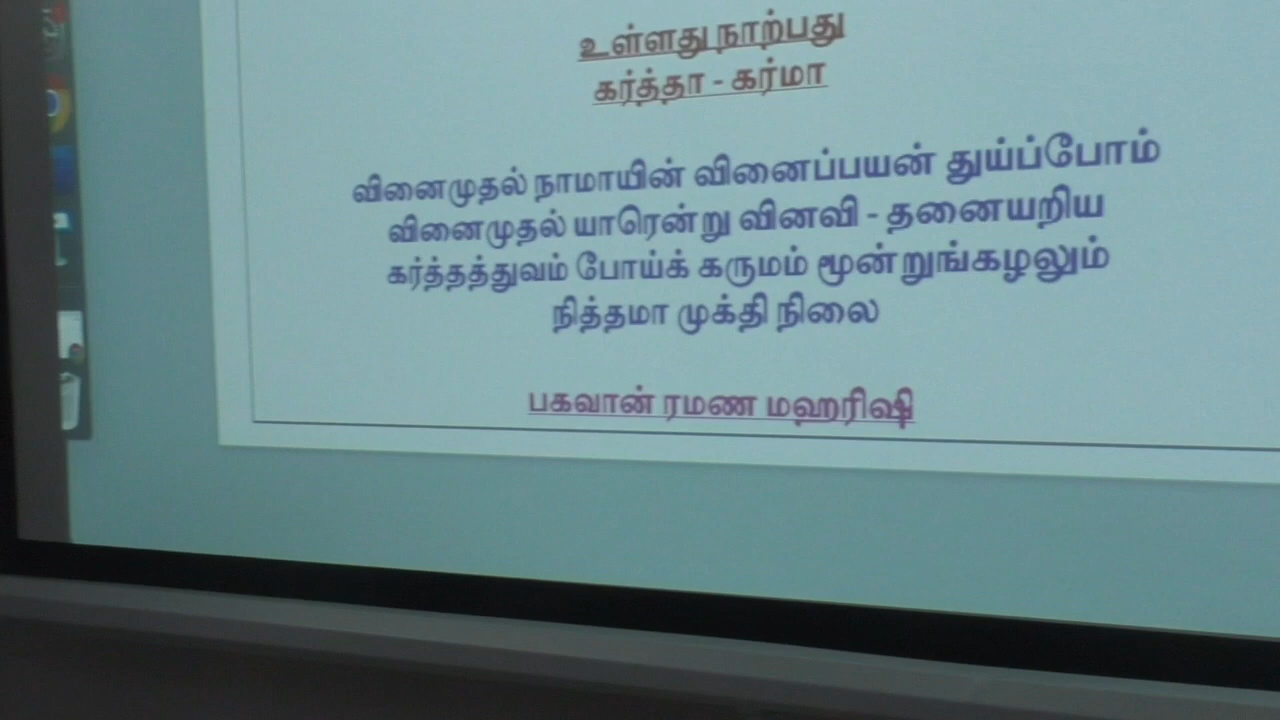 உள்ளது நாற்பது
கர்த்தா - கர்மா
வினைமுதல் நாமாயின் வினைப்பயன் துய்ப்போம்
வினைமுதல் யாரென்று வினவி - தனையறிய
கர்த்தத்துவம் போய்க் கருமம் மூன்றுங்கழலும்
நித்தமா முக்தி நிலை
பகவான் ரமண மஹரிஷி